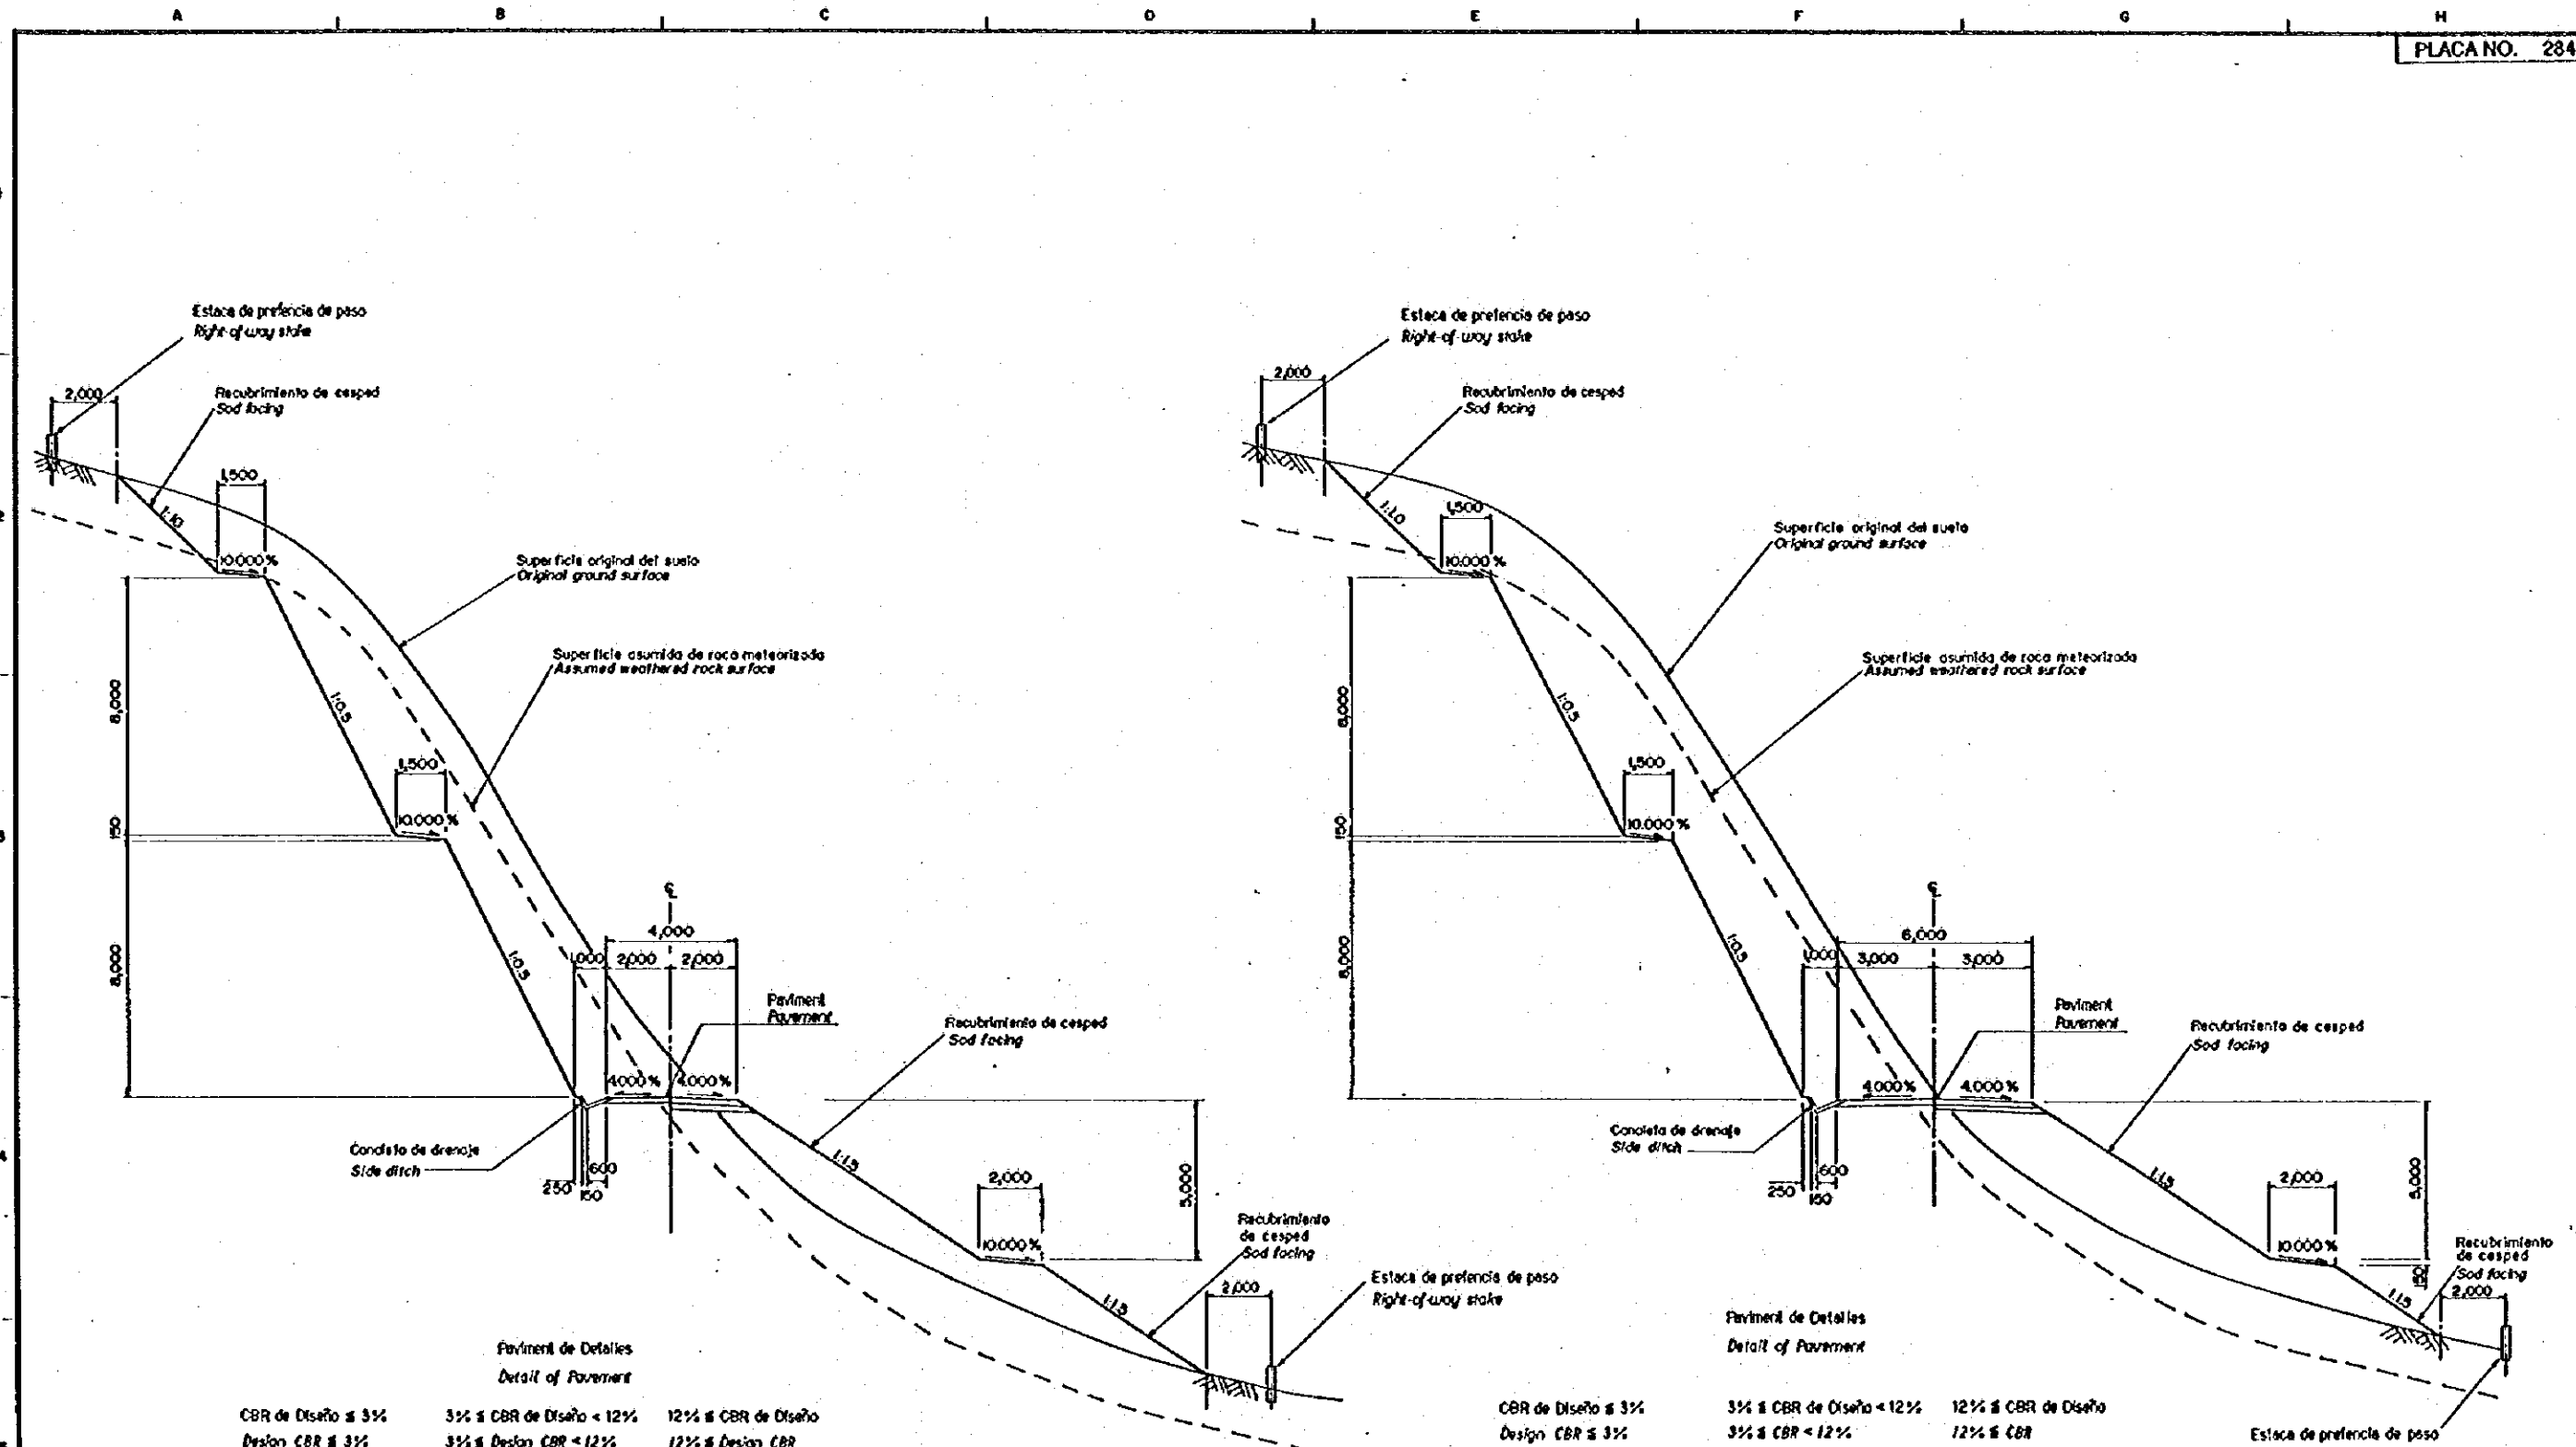 A B C D E F G H
PLACA NO. 284
Estaca de prefencia de paso
Right-of-way stake
2,000
Recubrimiento de cesped
Sod facing
1,500
1:1.0
10.000 %
Superficie original del suelo
Original ground surface
Superficie asumida de roca meteorizada
Assumed weathered rock surface
8,000
1:0.5
1,500
10.000 %
150
8,000
1:0.5
℄
4,000
1,000 2,000 2,000
Paviment
Pavement
4.000 % 4.000 %
Recubrimiento de cesped
Sod facing
Canaleta de drenaje
Side ditch
250 150 600
1:1.5
2,000
10.000 %
5,000
Recubrimiento
de cesped
Sod facing
1:1.5
2,000
Estaca de prefencia de paso
Right-of-way stake
Paviment de Detalles
Detail of Pavement
CBR de Diseño ≦ 3% 3% ≦ CBR de Diseño < 12% 12% ≦ CBR de Diseño
Design CBR ≦ 3% 3% ≦ Design CBR < 12% 12% ≦ Design CBR
Estaca de prefencia de paso
Right-of-way stake
2,000
Recubrimiento de cesped
Sod facing
1:1.0
1,500
10.000 %
Superficie original del suelo
Original ground surface
Superficie asumida de roca meteorizada
Assumed weathered rock surface
8,000
1:0.5
1,500
10.000 %
150
8,000
1:0.5
℄
6,000
1,000 3,000 3,000
Paviment
Pavement
4.000 % 4.000 %
Recubrimiento de cesped
Sod facing
Canaleta de drenaje
Side ditch
250 150 600
1:1.5
2,000
10.000 %
5,000
150
Recubrimiento
de cesped
Sod facing
1:1.5
2,000
Paviment de Detalles
Detail of Pavement
CBR de Diseño ≦ 3% 3% ≦ CBR de Diseño < 12% 12% ≦ CBR de Diseño
Design CBR ≦ 3% 3% ≦ CBR < 12% 12% ≦ CBR
Estaca de prefencia de paso